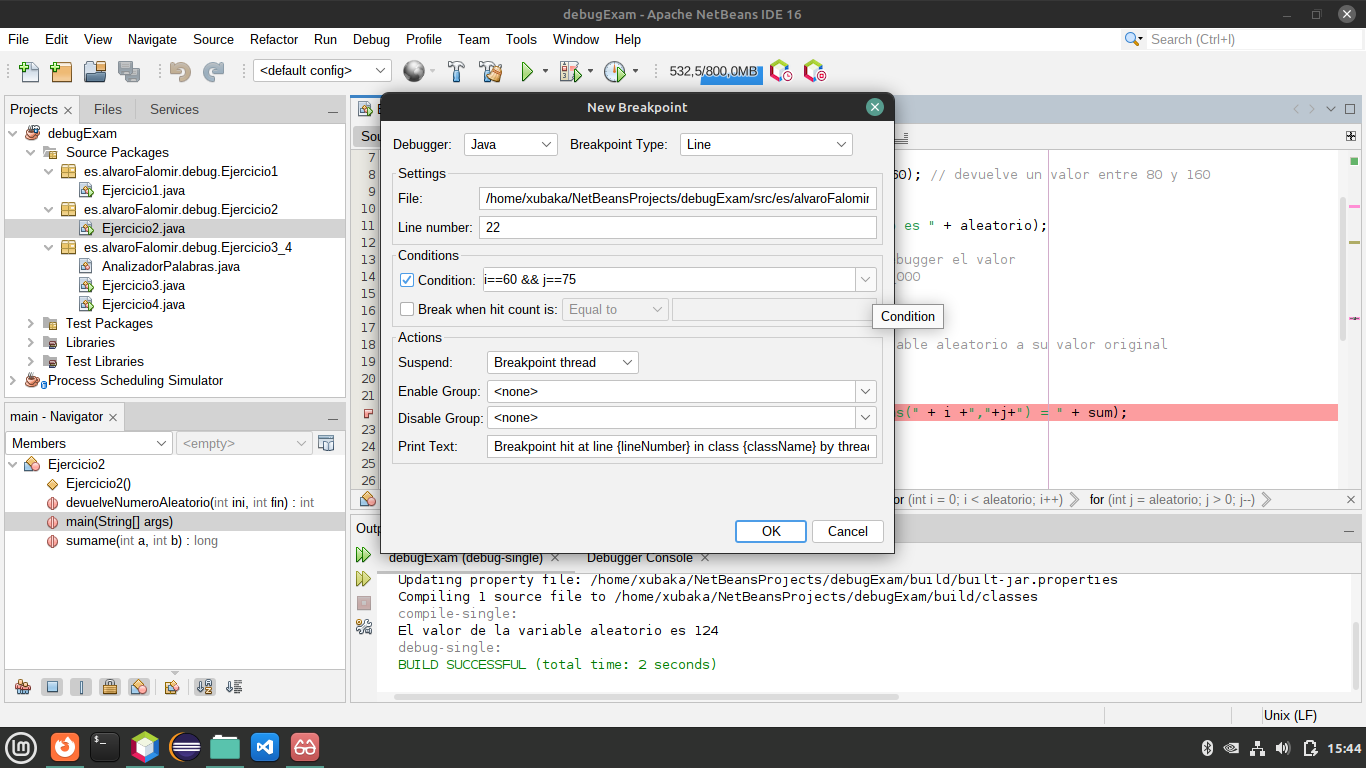 debugExam - Apache NetBeans IDE 16
File Edit View Navigate Source Refactor Run Debug Profile Team Tools Window Help
Search (Ctrl+I)
<default config>
532,5/800,0MB
Projects
Files
Services
debugExam
Source Packages
es.alvaroFalomir.debug.Ejercicio1
Ejercicio1.java
es.alvaroFalomir.debug.Ejercicio2
Ejercicio2.java
es.alvaroFalomir.debug.Ejercicio3_4
AnalizadorPalabras.java
Ejercicio3.java
Ejercicio4.java
Test Packages
Libraries
Test Libraries
Process Scheduling Simulator
main - Navigator
Members
<empty>
Ejercicio2
Ejercicio2()
devuelveNumeroAleatorio(int ini, int fin) : int
main(String[] args)
sumame(int a, int b) : long
New Breakpoint
Debugger: Java
Breakpoint Type: Line
Settings
File: /home/xubaka/NetBeansProjects/debugExam/src/es/alvaroFalomir
Line number: 22
Conditions
Condition: i==60 && j==75
Break when hit count is: Equal to
Condition
Actions
Suspend: Breakpoint thread
Enable Group: <none>
Disable Group: <none>
Print Text: Breakpoint hit at line {lineNumber} in class {className} by threa
OK
Cancel
Sou
7
8
9
10
11
12
13
14
15
16
17
18
19
20
21
23
24
25
26
60); // devuelve un valor entre 80 y 160
es " + aleatorio);
bugger el valor
000
able aleatorio a su valor original
s(" + i +","+j+") = " + sum);
or (int i = 0; i < aleatorio; i++)
for (int j = aleatorio; j > 0; j--)
Outp
debugExam (debug-single)
Debugger Console
Updating property file: /home/xubaka/NetBeansProjects/debugExam/build/built-jar.properties
Compiling 1 source file to /home/xubaka/NetBeansProjects/debugExam/build/classes
compile-single:
El valor de la variable aleatorio es 124
debug-single:
BUILD SUCCESSFUL (total time: 2 seconds)
Unix (LF)
15:44